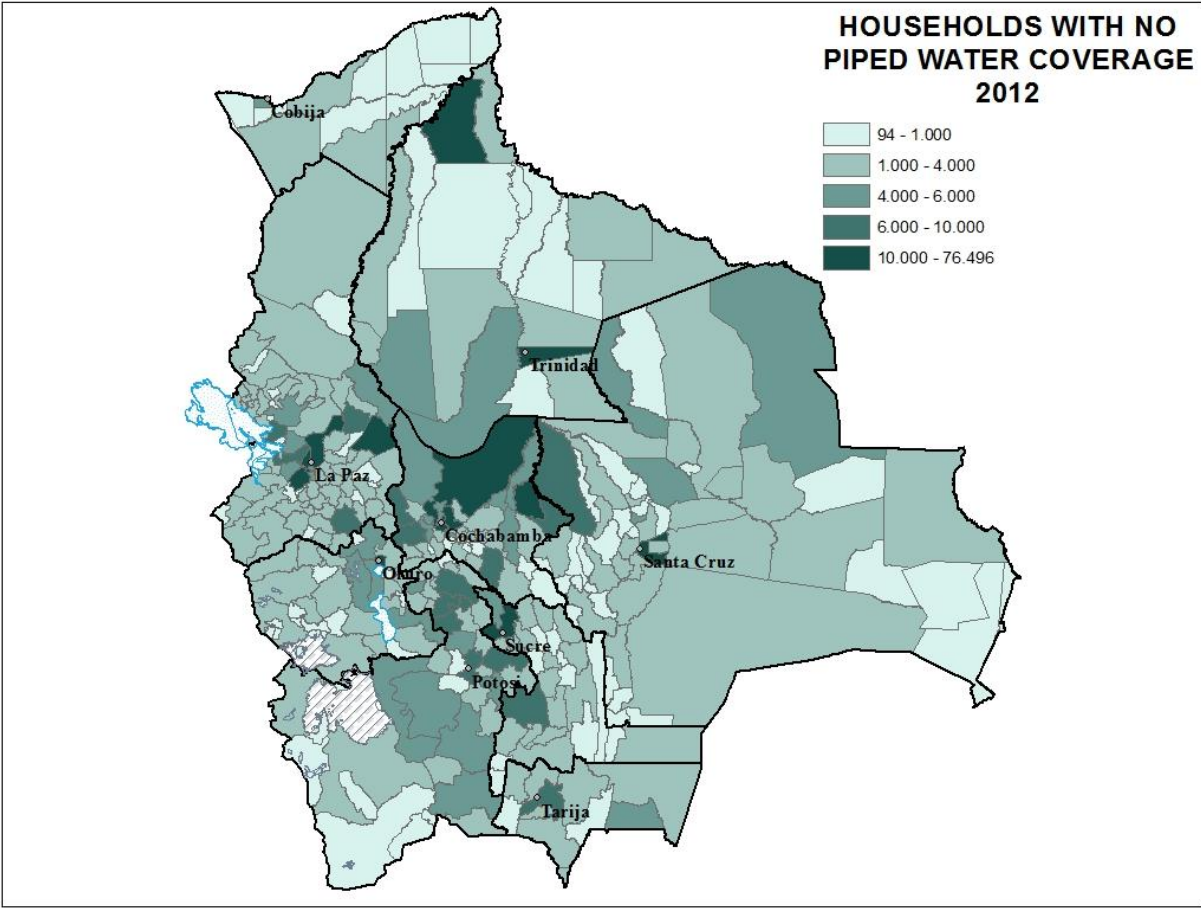 HOUSEHOLDS WITH NO
PIPED WATER COVERAGE
2012
94 - 1.000
1.000 - 4.000
4.000 - 6.000
6.000 - 10.000
10.000 - 76.496
Cobija
Trinidad
La Paz
Cochabamba
Santa Cruz
Oruro
Sucre
Potosi
Tarija